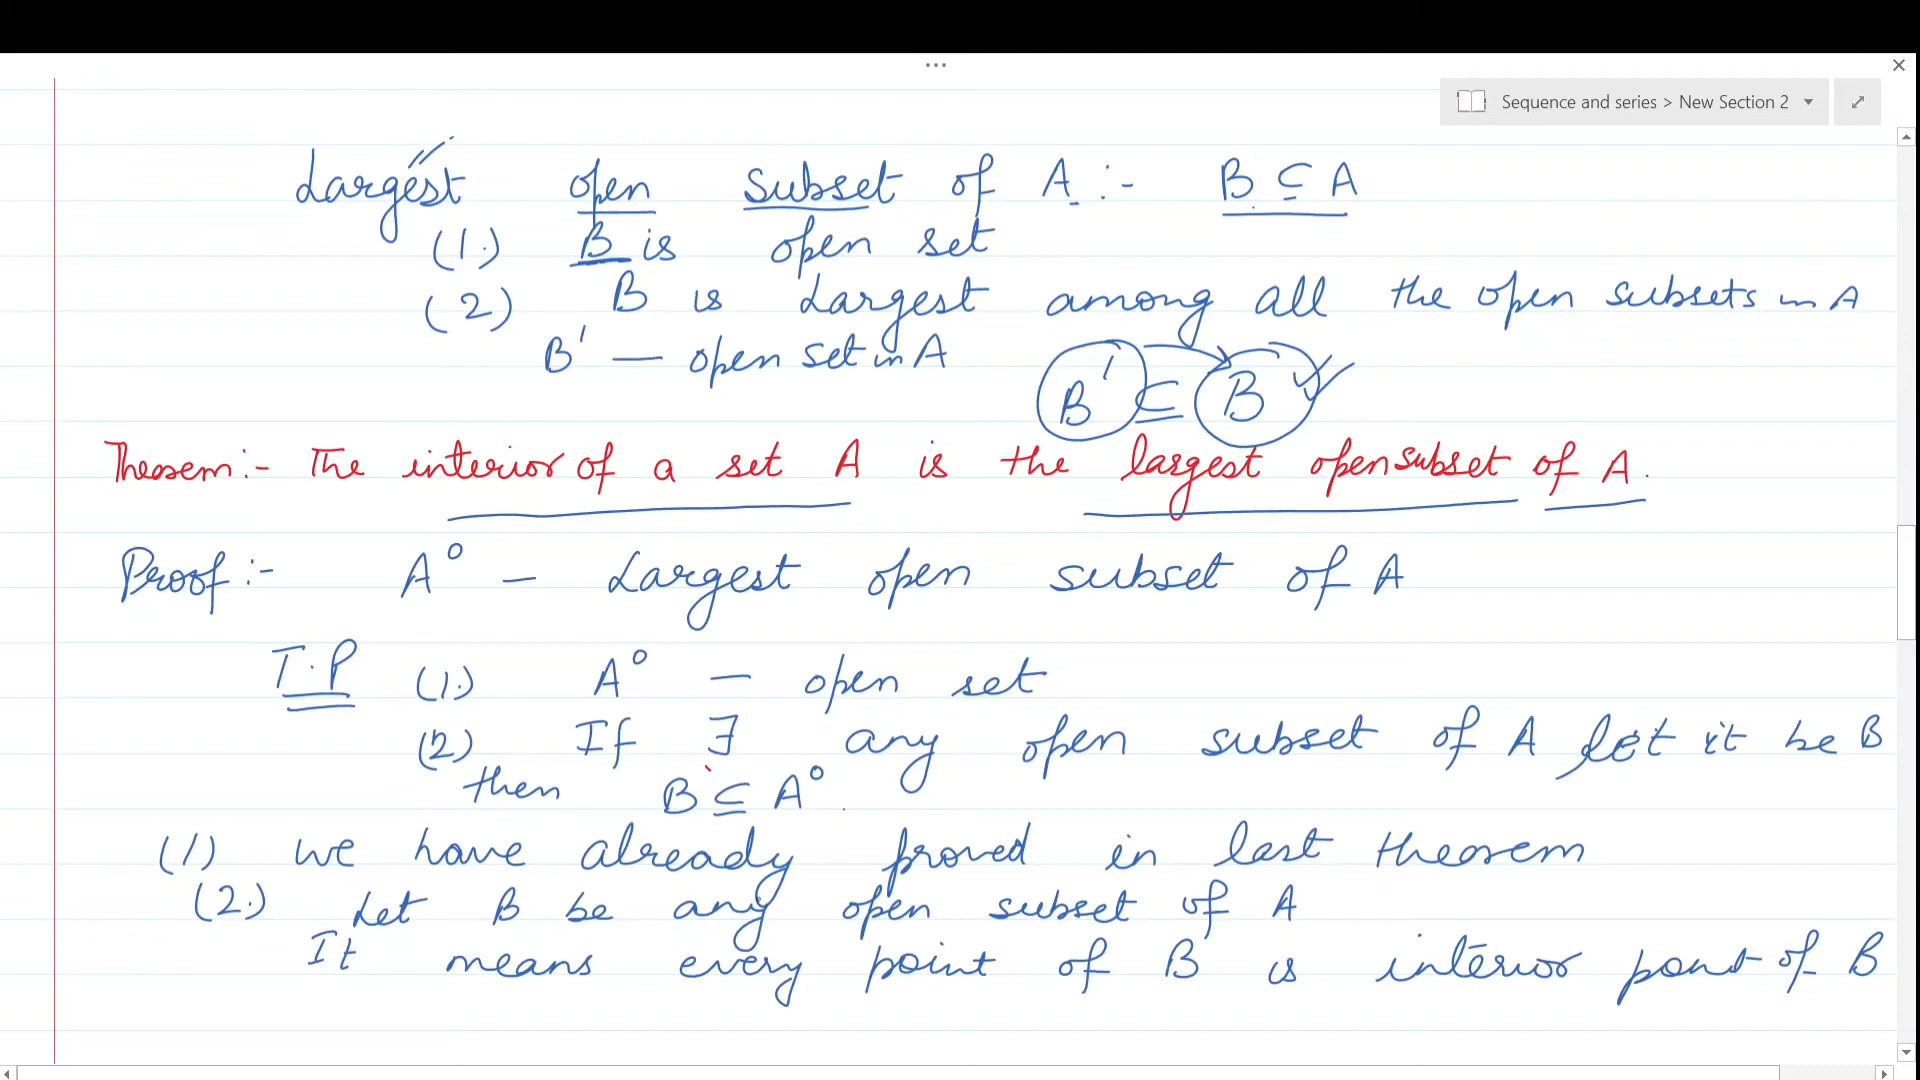 ...
Sequence and series > New Section 2
Largest open subset of A :- B ⊆ A
(1.) B is open set
(2) B is Largest among all the open subsets in A
B' — open set in A
B' ⊆ B
Theorem :- The interior of a set A is the largest open subset of A.
Proof :- A° – Largest open subset of A
T.P (1.) A° – open set
(2) If ∃ any open subset of A let it be B
then B ⊆ A°
(1) we have already proved in last theorem
(2.) Let B be any open subset of A
It means every point of B is interior point of B